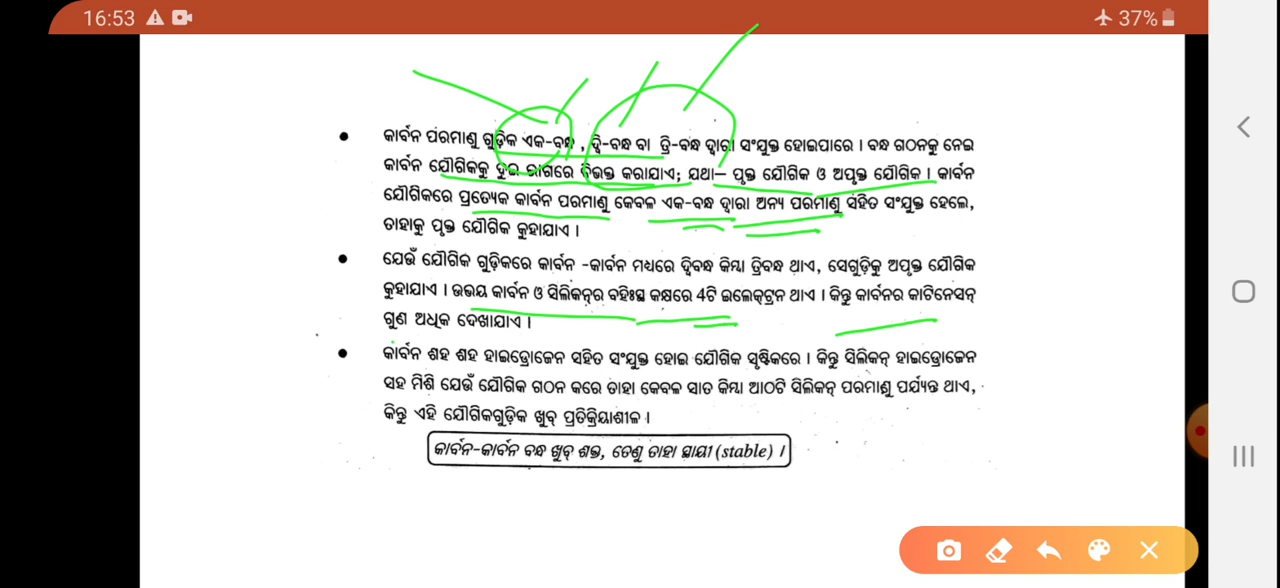 16:53
37%
• କାର୍ବନ ପରମାଣୁ ଗୁଡ଼ିକ ଏକ-ବନ୍ଧ , ଦ୍ୱି-ବନ୍ଧ ବା ତ୍ରି-ବନ୍ଧ ଦ୍ୱାରା ସଂଯୁକ୍ତ ହୋଇପାରେ । ବନ୍ଧ ଗଠନକୁ ନେଇ
କାର୍ବନ ଯୌଗିକକୁ ଦୁଇ ଭାଗରେ ବିଭକ୍ତ କରାଯାଏ; ଯଥା— ପୃକ୍ତ ଯୌଗିକ ଓ ଅପୃକ୍ତ ଯୌଗିକ । କାର୍ବନ
ଯୌଗିକରେ ପ୍ରତ୍ୟେକ କାର୍ବନ ପରମାଣୁ କେବଳ ଏକ-ବନ୍ଧ ଦ୍ୱାରା ଅନ୍ୟ ପରମାଣୁ ସହିତ ସଂଯୁକ୍ତ ହେଲେ,
ତାହାକୁ ପୃକ୍ତ ଯୌଗିକ କୁହାଯାଏ ।
• ଯେଉଁ ଯୌଗିକ ଗୁଡ଼ିକରେ କାର୍ବନ -କାର୍ବନ ମଧ୍ୟରେ ଦ୍ୱିବନ୍ଧ କିମ୍ବା ତ୍ରିବନ୍ଧ ଥାଏ, ସେଗୁଡ଼ିକୁ ଅପୃକ୍ତ ଯୌଗିକ
କୁହାଯାଏ । ଉଭୟ କାର୍ବନ ଓ ସିଲିକନ୍‌ର ବହିଃସ୍ଥ କକ୍ଷରେ 4ଟି ଇଲେକ୍ଟ୍ରନ ଥାଏ । କିନ୍ତୁ କାର୍ବନର କାଟିନେସନ୍
ଗୁଣ ଅଧିକ ଦେଖାଯାଏ ।
• କାର୍ବନ ଶହ ଶହ ହାଇଡ୍ରୋଜେନ ସହିତ ସଂଯୁକ୍ତ ହୋଇ ଯୌଗିକ ସୃଷ୍ଟିକରେ । କିନ୍ତୁ ସିଲିକନ୍ ହାଇଡ୍ରୋଜେନ
ସହ ମିଶି ଯେଉଁ ଯୌଗିକ ଗଠନ କରେ ତାହା କେବଳ ସାତ କିମ୍ବା ଆଠଟି ସିଲିକନ୍ ପରମାଣୁ ପର୍ଯ୍ୟନ୍ତ ଥାଏ,
କିନ୍ତୁ ଏହି ଯୌଗିକଗୁଡ଼ିକ ଖୁବ୍ ପ୍ରତିକ୍ରିୟାଶୀଳ ।
କାର୍ବନ-କାର୍ବନ ବନ୍ଧ ଖୁବ୍ ଶକ୍ତ, ତେଣୁ ତାହା ସ୍ଥାୟୀ (stable) ।